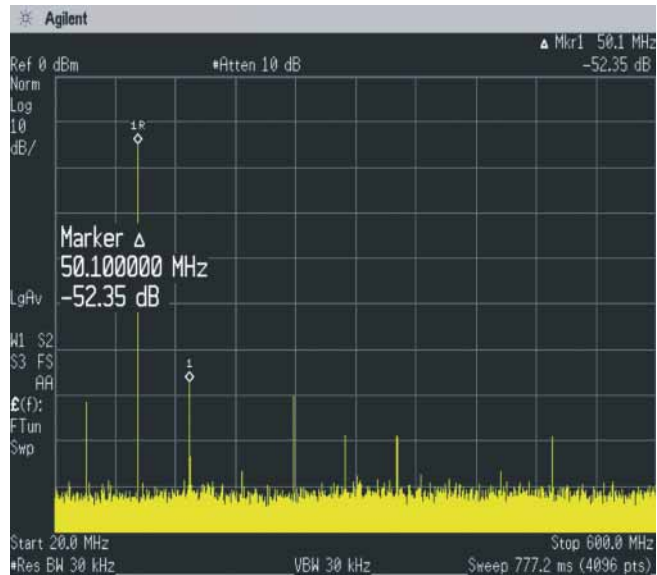 Agilent
Δ Mkr1 50.1 MHz
Ref 0 dBm #Atten 10 dB -52.35 dB
Norm
Log
10
dB/
1R
Marker Δ
50.100000 MHz
-52.35 dB
LgAv
W1 S2
S3 FS
AA
£(f):
FTun
Swp
1
Start 20.0 MHz Stop 600.0 MHz
#Res BW 30 kHz VBW 30 kHz Sweep 777.2 ms (4096 pts)